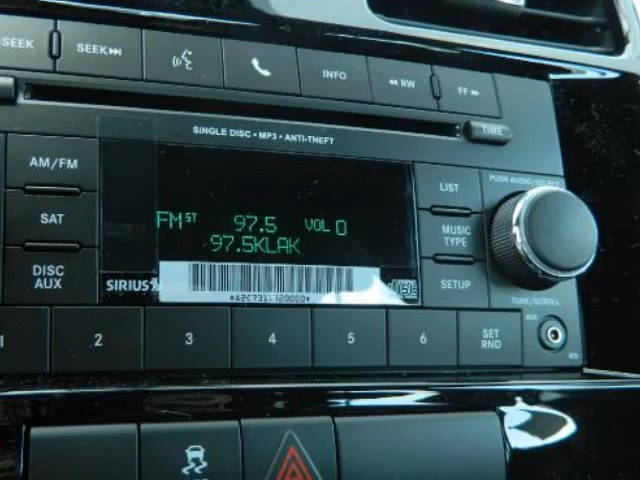 SEEK SEEK INFO RW FF
SINGLE DISC • MP3 • ANTI-THEFT TIME
AM/FM
SAT
DISC
AUX
FM ST 97.5 VOL 0
97.5KLAK
SIRIUS
LIST
MUSIC
TYPE
SETUP
PUSH AUDIO/SELECT
TUNE/SCROLL
AUX
1 2 3 4 5 6 SET
RND